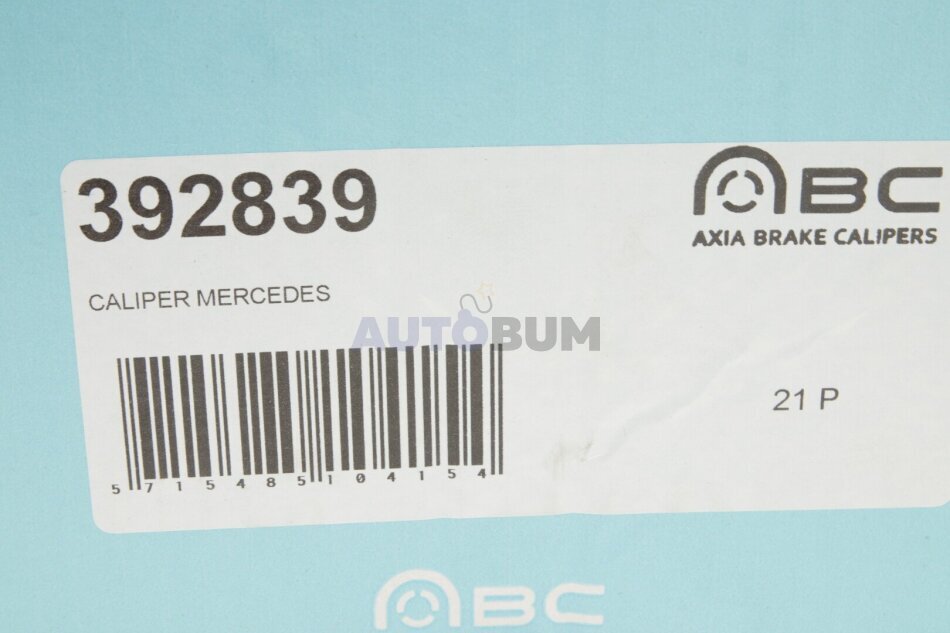 392839
ABC
AXIA BRAKE CALIPERS
CALIPER MERCEDES
AUTOBUM
21 P
5 715485 104154
ABC